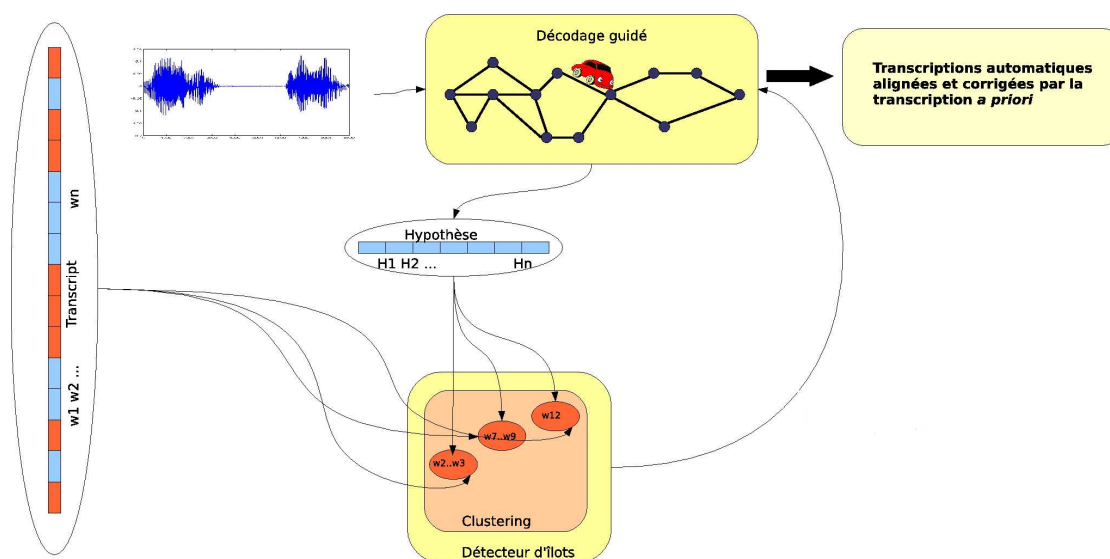 Décodage guidé
Transcriptions automatiques
alignées et corrigées par la
transcription a priori
w1 w2 ...
Transcript
wn
Hypothèse
H1 H2 ...
Hn
w12
w7..w9
w2..w3
Clustering
Détecteur d'îlots